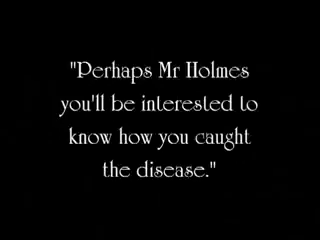 "Perhaps Mr Holmes
you'll be interested to
know how you caught
the disease."